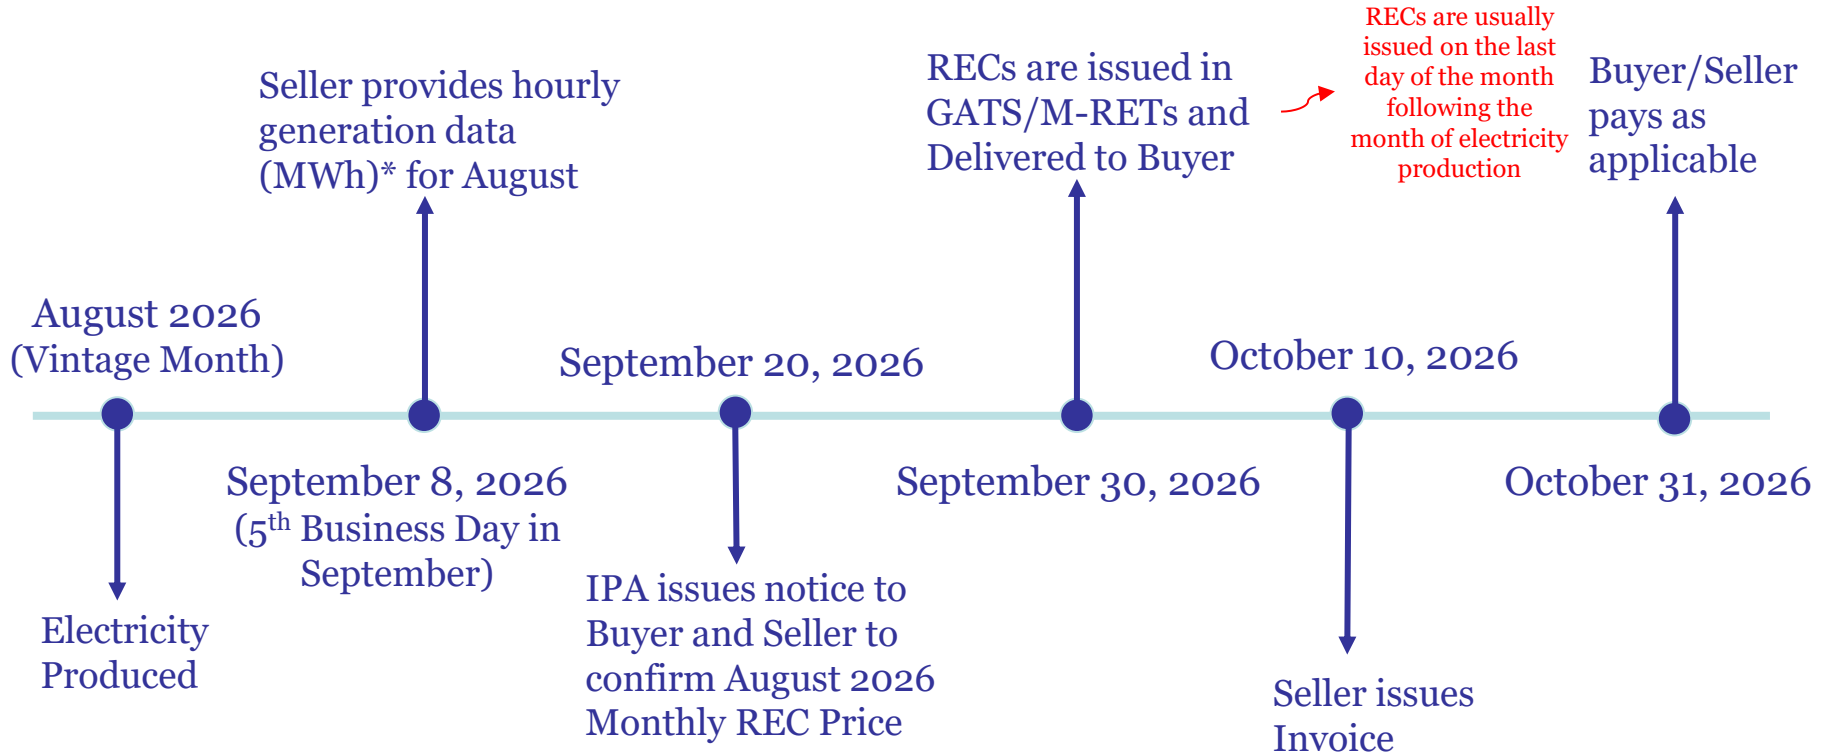 August 2026
(Vintage Month)
Electricity
Produced
Seller provides hourly
generation data
(MWh)* for August
September 8, 2026
(5th Business Day in
September)
September 20, 2026
IPA issues notice to
Buyer and Seller to
confirm August 2026
Monthly REC Price
RECs are issued in
GATS/M-RETs and
Delivered to Buyer
RECs are usually
issued on the last
day of the month
following the
month of electricity
production
September 30, 2026
October 10, 2026
Seller issues
Invoice
Buyer/Seller
pays as
applicable
October 31, 2026